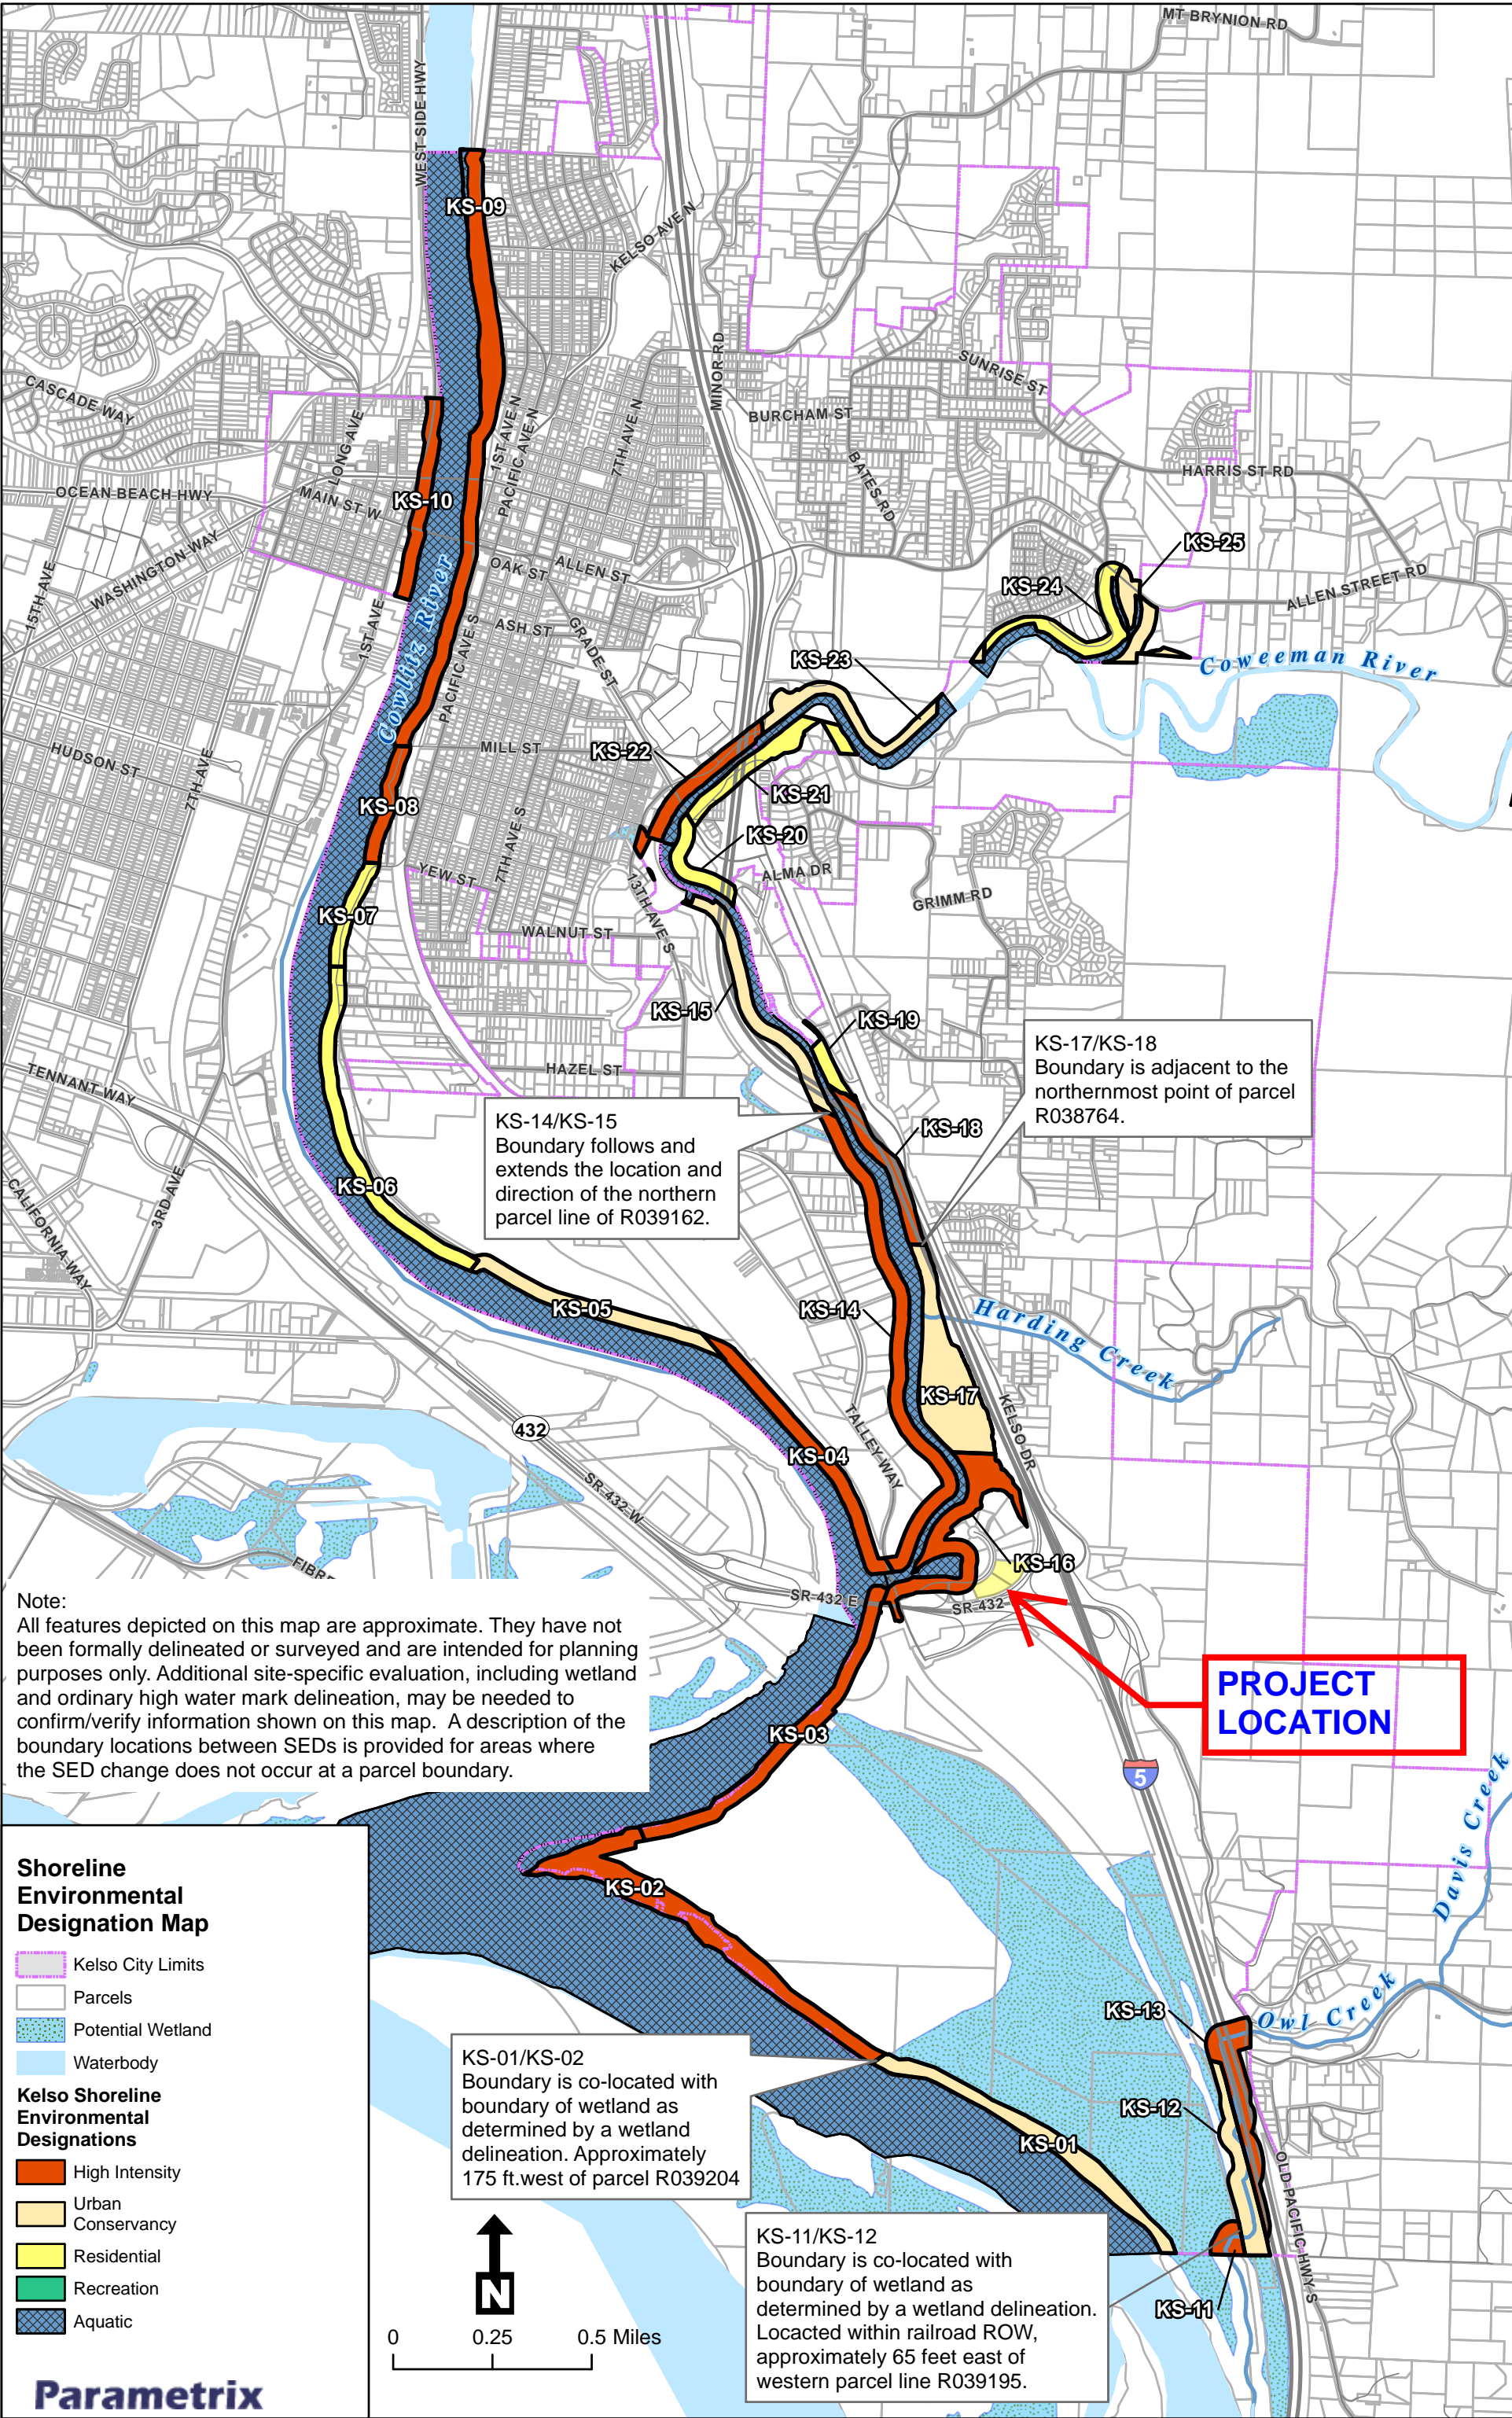 MT BRYNION RD
WEST SIDE HWY
KS-09
KELSO AVE N
MINOR RD
SUNRISE ST
CASCADE WAY
LONG AVE
1ST AVE N
PACIFIC AVE N
7TH AVE N
BURCHAM ST
BATES RD
HARRIS ST RD
OCEAN BEACH HWY
MAIN ST W
KS-10
WASHINGTON WAY
15TH AVE
OAK ST
ALLEN ST
KS-25
KS-24
ALLEN STREET RD
Cowlitz River
1ST AVE
ASH ST
GRADE ST
PACIFIC AVE S
KS-23
Coweeman River
HUDSON ST
7TH AVE
MILL ST
KS-22
KS-21
KS-08
KS-20
YEW ST
7TH AVE S
ALMA DR
13TH AVE S
GRIMM RD
KS-07
WALNUT ST
KS-15
KS-19
TENNANT WAY
HAZEL ST
KS-17/KS-18
Boundary is adjacent to the
northernmost point of parcel
R038764.
KS-14/KS-15
Boundary follows and
extends the location and
direction of the northern
parcel line of R039162.
KS-18
3RD AVE
CALIFORNIA WAY
KS-06
KS-05
KS-14
Harding Creek
KS-17
KELSO DR
432
SR 432 W
KS-04
TALLEY WAY
FIBRE
KS-16
SR 432 E
SR 432
Note:
All features depicted on this map are approximate. They have not
been formally delineated or surveyed and are intended for planning
purposes only. Additional site-specific evaluation, including wetland
and ordinary high water mark delineation, may be needed to
confirm/verify information shown on this map. A description of the
boundary locations between SEDs is provided for areas where
the SED change does not occur at a parcel boundary.
PROJECT
LOCATION
KS-03
5
Davis Creek
KS-02
Owl Creek
KS-13
KS-12
KS-01
OLD PACIFIC HWY S
KS-11
KS-01/KS-02
Boundary is co-located with
boundary of wetland as
determined by a wetland
delineation. Approximately
175 ft.west of parcel R039204
KS-11/KS-12
Boundary is co-located with
boundary of wetland as
determined by a wetland delineation.
Locacted within railroad ROW,
approximately 65 feet east of
western parcel line R039195.
Shoreline
Environmental
Designation Map
Kelso City Limits
Parcels
Potential Wetland
Waterbody
Kelso Shoreline
Environmental
Designations
High Intensity
Urban
Conservancy
Residential
Recreation
Aquatic
N
0 0.25 0.5 Miles
Parametrix